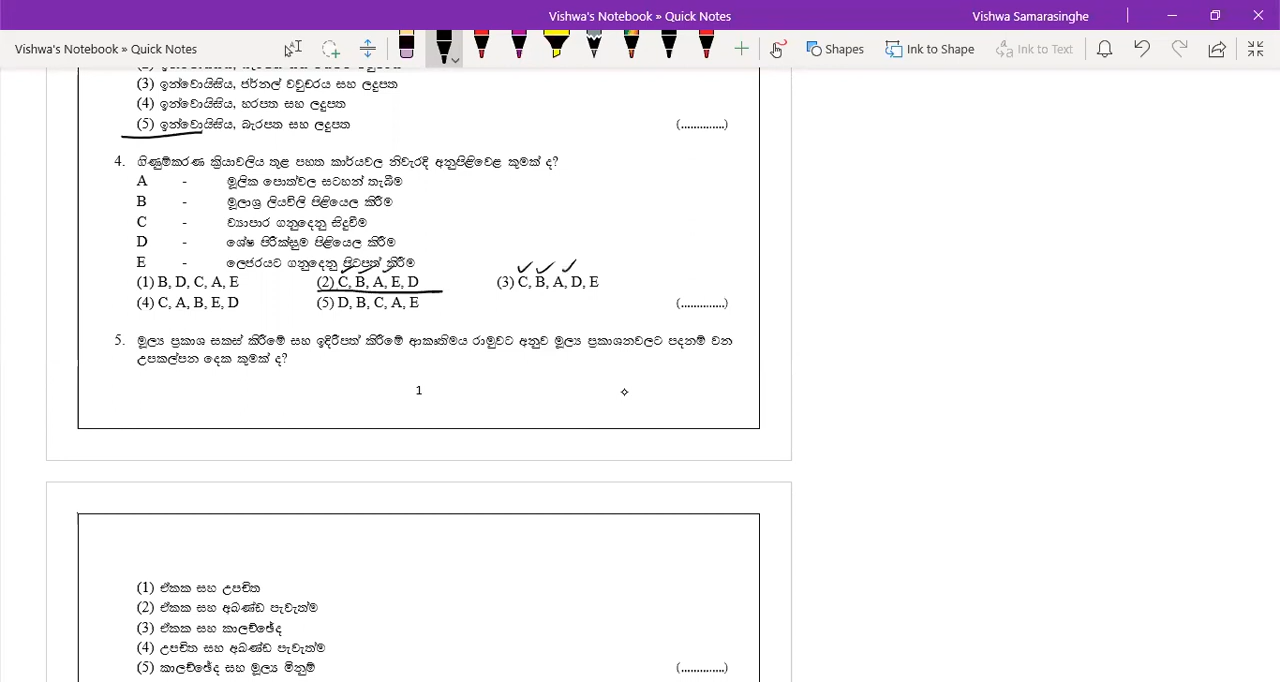 Vishwa's Notebook » Quick Notes
Vishwa Samarasinghe
Vishwa's Notebook » Quick Notes
Shapes
Ink to Shape
Ink to Text
(3) ඉන්වොයිසිය, ජර්නල් වවුචරය සහ ලදුපත
(4) ඉන්වොයිසිය, හරපත සහ ලදුපත
(5) ඉන්වොයිසිය, බැරපත සහ ලදුපත (..............)
4. ගිණුම්කරණ ක්‍රියාවලිය තුළ පහත කාර්යවල නිවැරදි අනුපිළිවෙළ කුමක් ද?
A - මූලික පොත්වල සටහන් තැබීම
B - මූලාශ්‍ර ලියවිලි පිළියෙල කිරීම
C - ව්‍යාපාර ගනුදෙනු සිදුවීම
D - ශේෂ පිරික්සුම පිළියෙල කිරීම
E - ලෙජරයට ගනුදෙනු පිටපත් කිරීම
(1) B, D, C, A, E (2) C, B, A, E, D (3) C, B, A, D, E
(4) C, A, B, E, D (5) D, B, C, A, E (..............)
5. මූල්‍ය ප්‍රකාශ සකස් කිරීමේ සහ ඉදිරිපත් කිරීමේ ආකෘතිමය රාමුවට අනුව මූල්‍ය ප්‍රකාශනවලට පදනම් වන
උපකල්පන දෙක කුමක් ද?
1
(1) ඒකක සහ උපචිත
(2) ඒකක සහ අඛණ්ඩ පැවැත්ම
(3) ඒකක සහ කාලච්ඡේද
(4) උපචිත සහ අඛණ්ඩ පැවැත්ම
(5) කාලච්ඡේද සහ මූල්‍ය මිනුම් (..............)